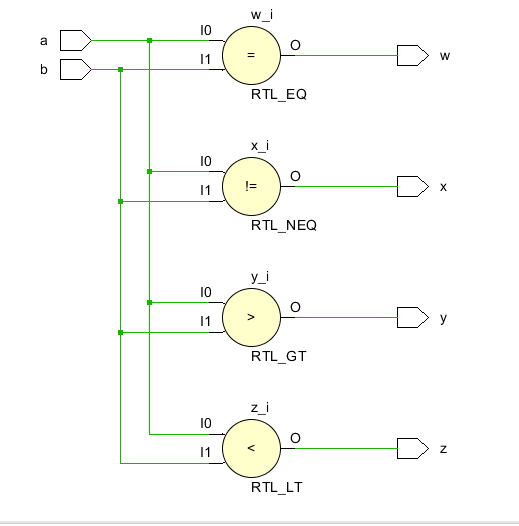 w_i
a
I0
O
=
w
b
I1
RTL_EQ
x_i
I0
O
!=
x
I1
RTL_NEQ
y_i
I0
O
>
y
I1
RTL_GT
z_i
I0
O
<
z
I1
RTL_LT